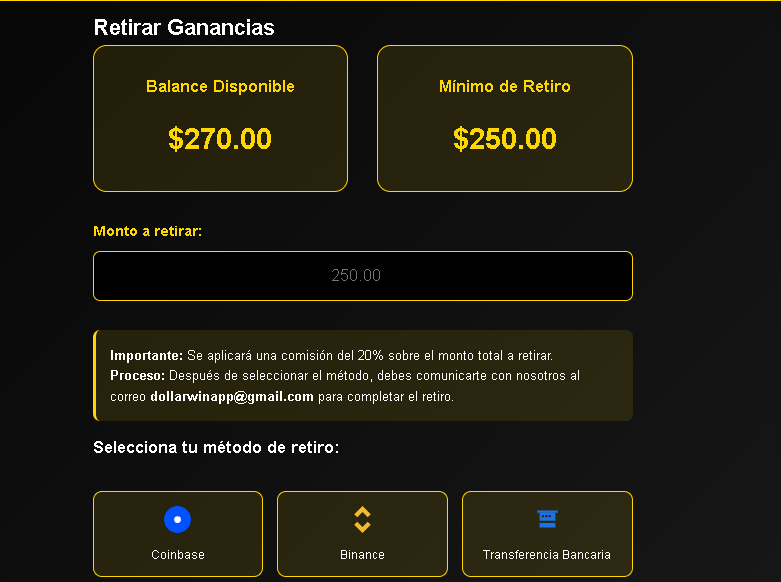 Retirar Ganancias
Balance Disponible
$270.00
Mínimo de Retiro
$250.00
Monto a retirar:
250.00
Importante: Se aplicará una comisión del 20% sobre el monto total a retirar.
Proceso: Después de seleccionar el método, debes comunicarte con nosotros al
correo dollarwinapp@gmail.com para completar el retiro.
Selecciona tu método de retiro:
Coinbase
Binance
Transferencia Bancaria